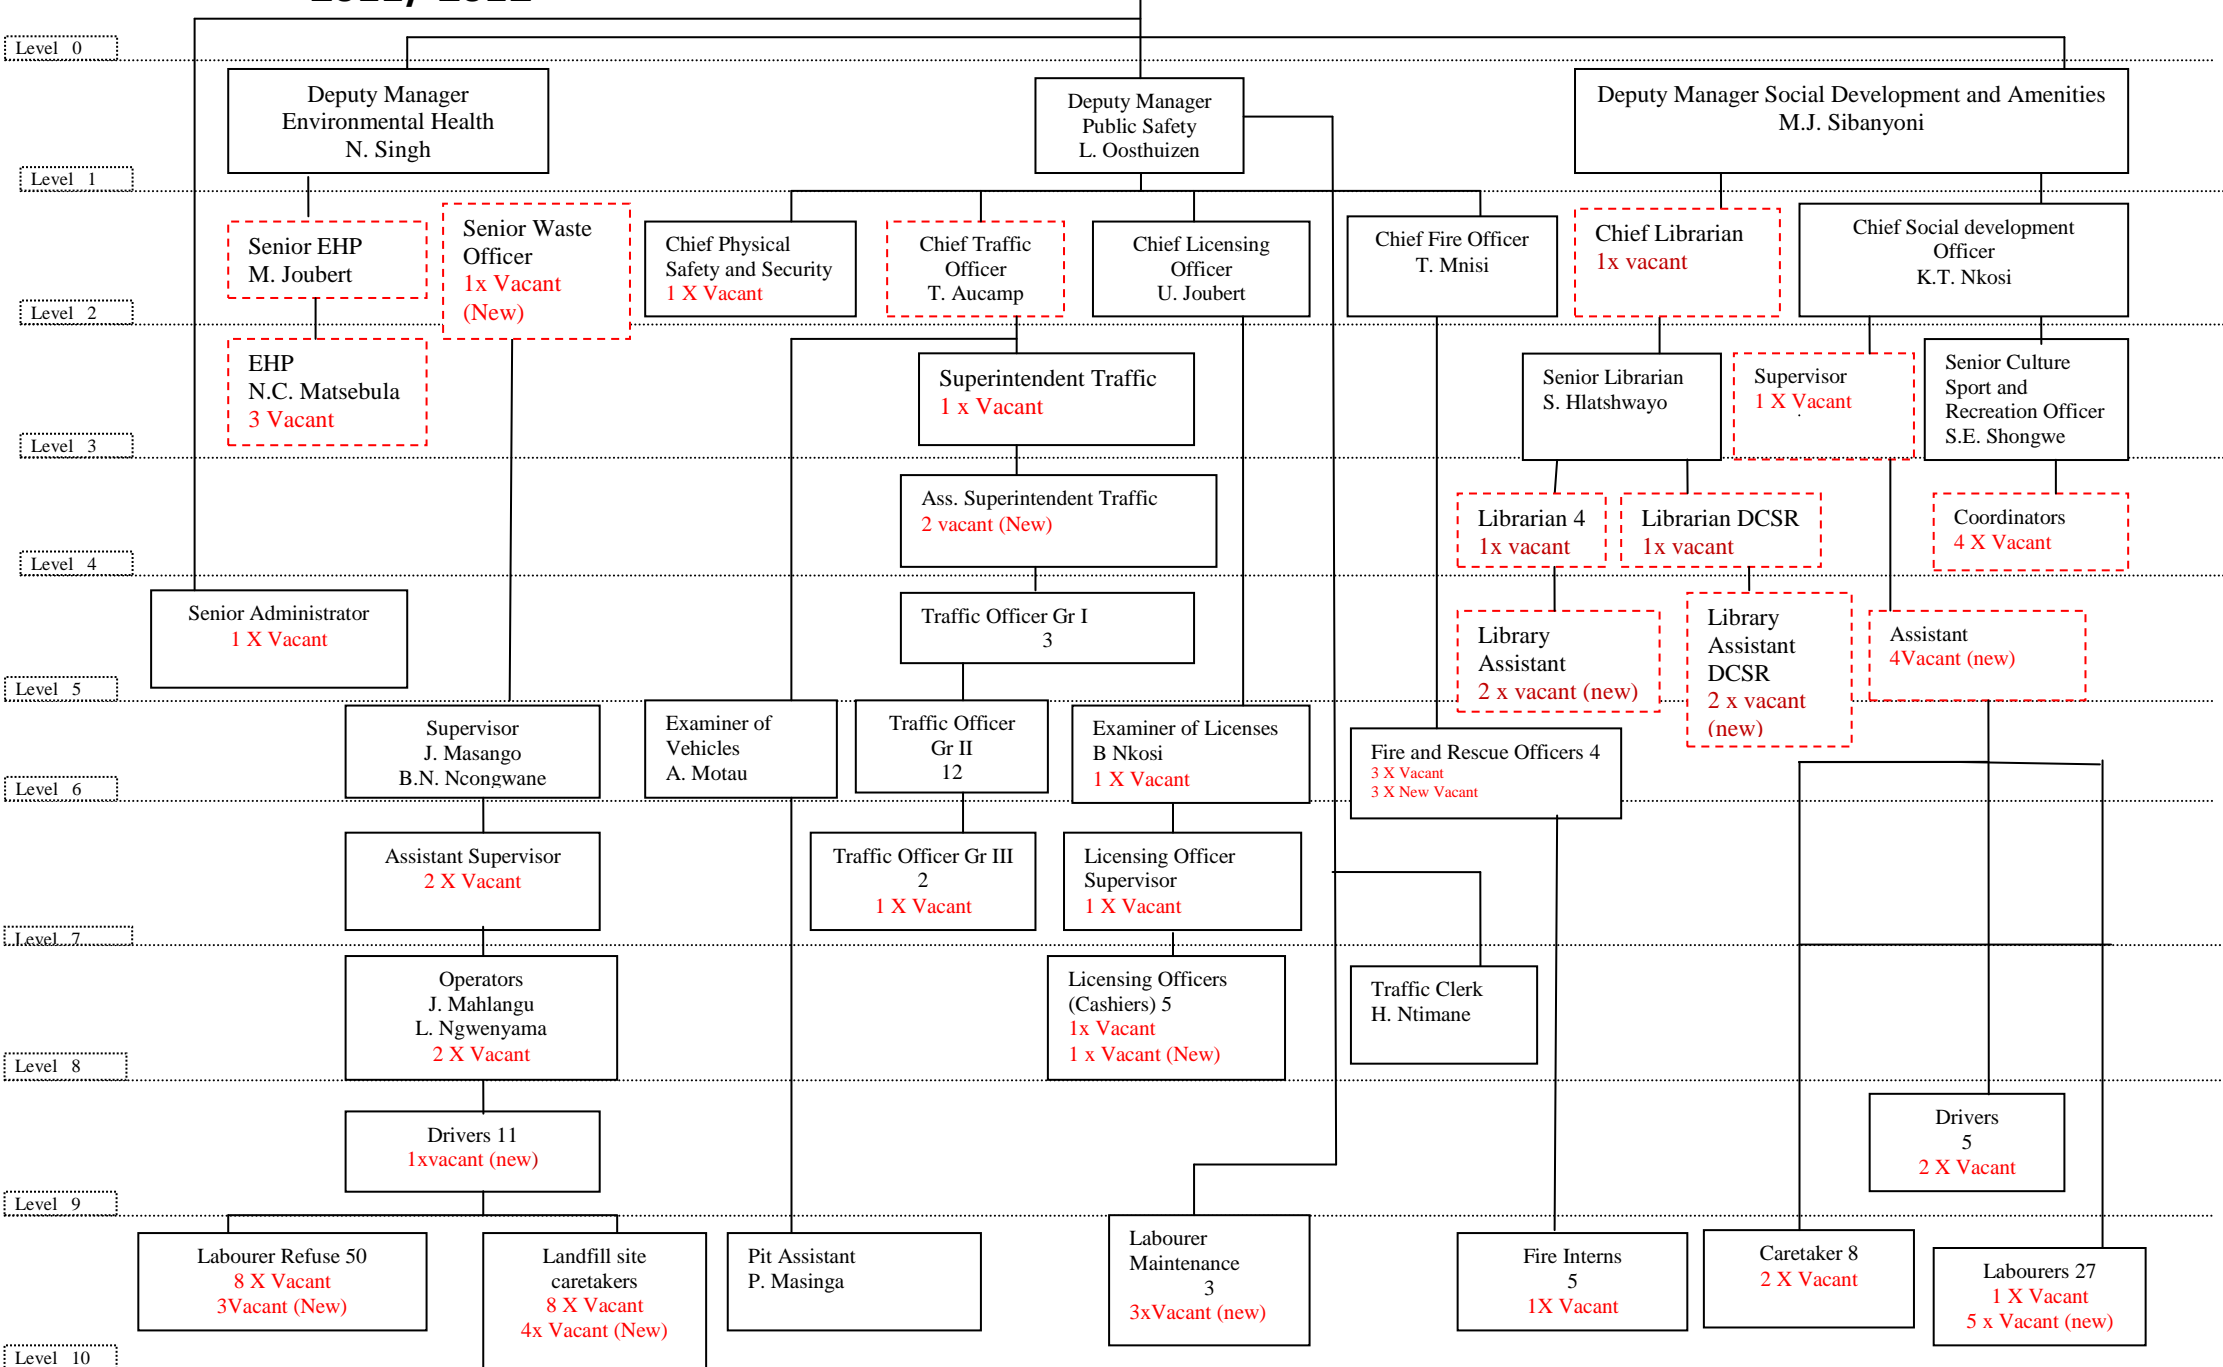 Level 0
Deputy Manager
Environmental Health
N. Singh
Deputy Manager
Public Safety
L. Oosthuizen
Deputy Manager Social Development and Amenities
M.J. Sibanyoni
Level 1
Senior EHP
M. Joubert
Senior Waste
Officer
1x Vacant
(New)
Chief Physical
Safety and Security
1 X Vacant
Chief Traffic
Officer
T. Aucamp
Chief Licensing
Officer
U. Joubert
Chief Fire Officer
T. Mnisi
Chief Librarian
1x vacant
Chief Social development
Officer
K.T. Nkosi
Level 2
EHP
N.C. Matsebula
3 Vacant
Superintendent Traffic
1 x Vacant
Senior Librarian
S. Hlatshwayo
Supervisor
1 X Vacant
Senior Culture
Sport and
Recreation Officer
S.E. Shongwe
Level 3
Ass. Superintendent Traffic
2 vacant (New)
Librarian 4
1x vacant
Librarian DCSR
1x vacant
Coordinators
4 X Vacant
Level 4
Senior Administrator
1 X Vacant
Traffic Officer Gr I
3
Library
Assistant
2 x vacant (new)
Library
Assistant
DCSR
2 x vacant
(new)
Assistant
4Vacant (new)
Level 5
Supervisor
J. Masango
B.N. Ncongwane
Examiner of
Vehicles
A. Motau
Traffic Officer
Gr II
12
Examiner of Licenses
B Nkosi
1 X Vacant
Fire and Rescue Officers 4
3 X Vacant
3 X New Vacant
Level 6
Assistant Supervisor
2 X Vacant
Traffic Officer Gr III
2
1 X Vacant
Licensing Officer
Supervisor
1 X Vacant
Level 7
Operators
J. Mahlangu
L. Ngwenyama
2 X Vacant
Licensing Officers
(Cashiers) 5
1x Vacant
1 x Vacant (New)
Traffic Clerk
H. Ntimane
Level 8
Drivers 11
1xvacant (new)
Drivers
5
2 X Vacant
Level 9
Labourer Refuse 50
8 X Vacant
3Vacant (New)
Landfill site
caretakers
8 X Vacant
4x Vacant (New)
Pit Assistant
P. Masinga
Labourer
Maintenance
3
3xVacant (new)
Fire Interns
5
1X Vacant
Caretaker 8
2 X Vacant
Labourers 27
1 X Vacant
5 x Vacant (new)
Level 10